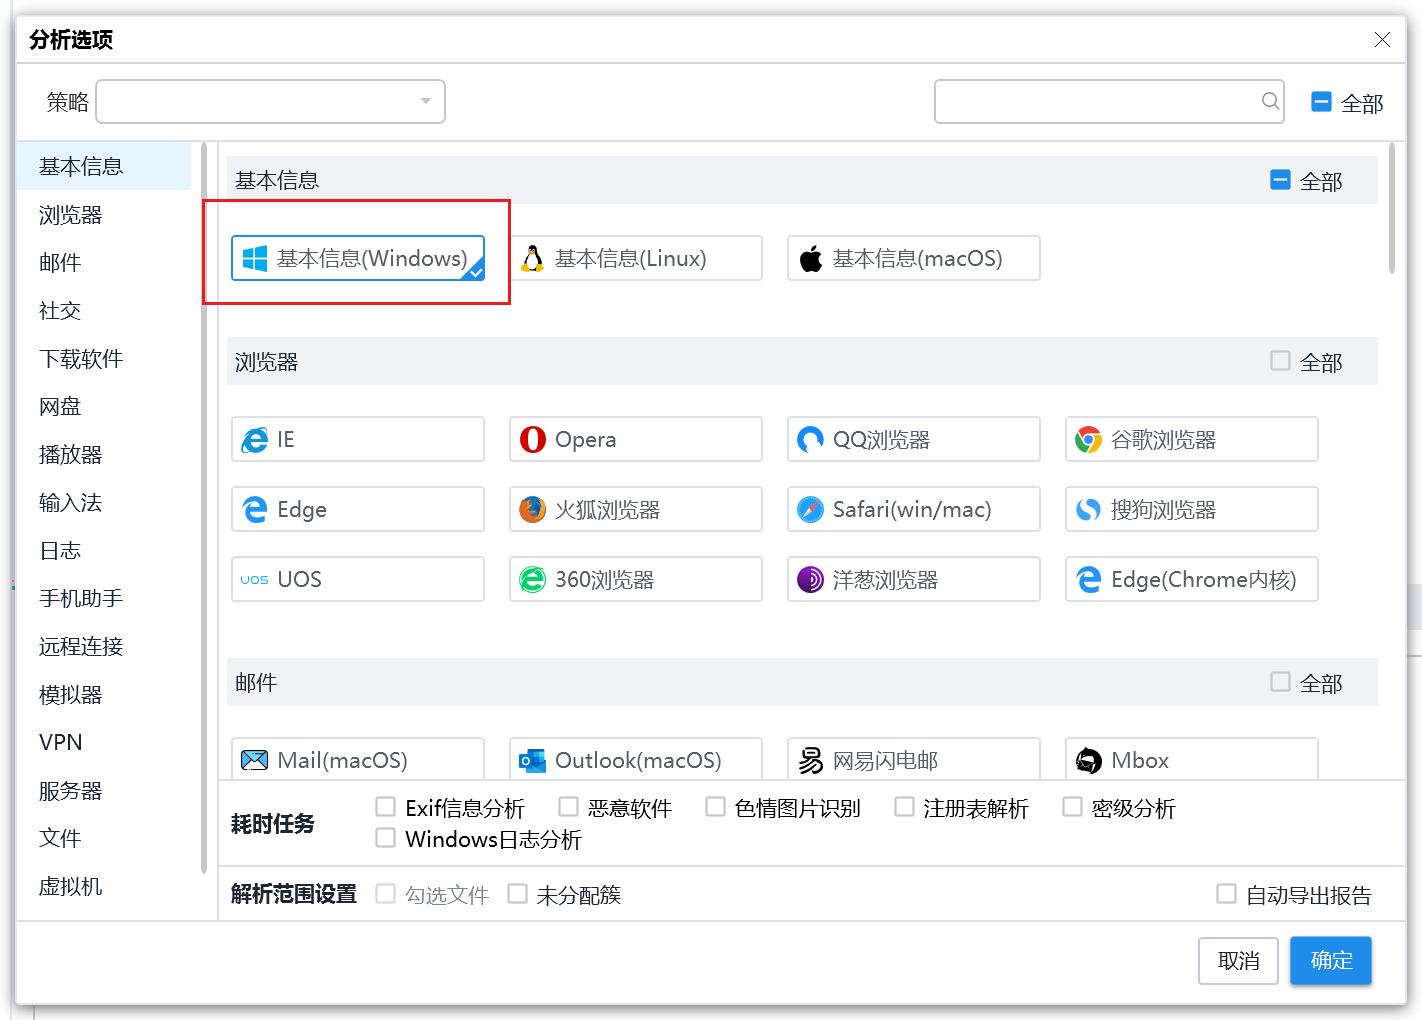 分析选项
策略
全部
基本信息
浏览器
邮件
社交
下载软件
网盘
播放器
输入法
日志
手机助手
远程连接
模拟器
VPN
服务器
文件
虚拟机
基本信息 全部
基本信息(Windows) 基本信息(Linux) 基本信息(macOS)
浏览器 全部
IE Opera QQ浏览器 谷歌浏览器
Edge 火狐浏览器 Safari(win/mac) 搜狗浏览器
UOS UOS 360浏览器 洋葱浏览器 Edge(Chrome内核)
邮件 全部
Mail(macOS) Outlook(macOS) 易 网易闪电邮 Mbox
耗时任务 Exif信息分析 恶意软件 色情图片识别 注册表解析 密级分析
Windows日志分析
解析范围设置 勾选文件 未分配簇 自动导出报告
取消 确定